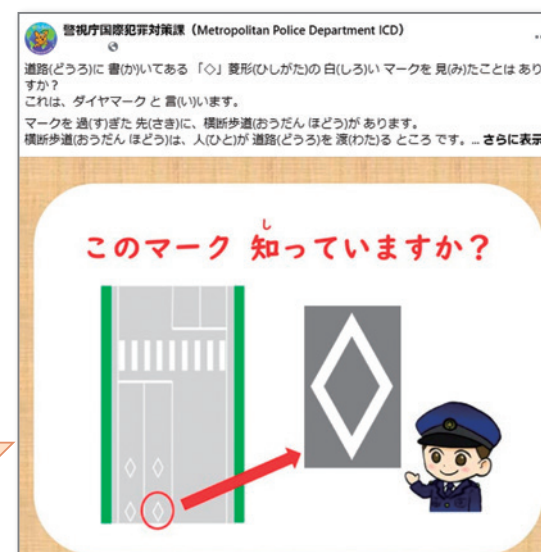 警視庁国際犯罪対策課（Metropolitan Police Department ICD）
道路(どうろ)に 書(か)いてある 「◇」菱形(ひしがた)の 白(しろ)い マークを 見(み)たことは あり
すか？
これは、ダイヤマーク と 言(い)います。
マークを 過(す)ぎた 先(さき)に、横断歩道(おうだん ほどう)が あります。
横断歩道(おうだん ほどう)は、人(ひと)が 道路(どうろ)を 渡(わた)る ところ です。... さらに表示
し
このマーク 知っていますか？